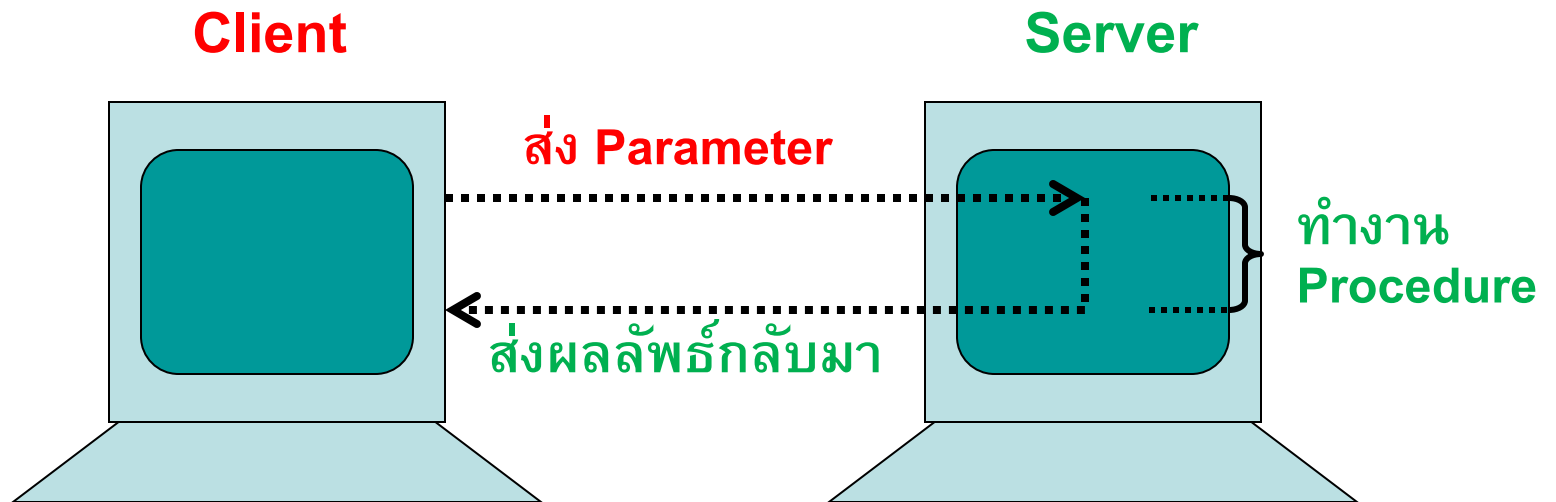 Client
Server
ส่ง Parameter
ทำงาน
Procedure
ส่งผลลัพธ์กลับมา